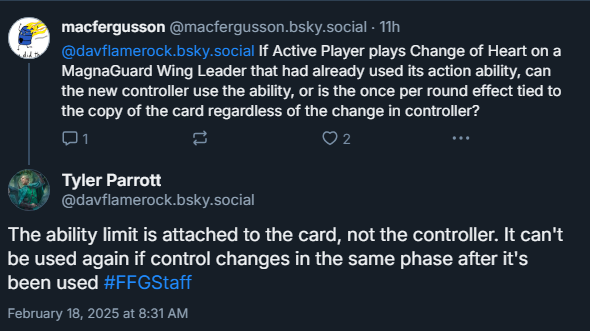 macfergusson @macfergusson.bsky.social · 11h
@davflamerock.bsky.social If Active Player plays Change of Heart on a
MagnaGuard Wing Leader that had already used its action ability, can
the new controller use the ability, or is the once per round effect tied to
the copy of the card regardless of the change in controller?
1
2
Tyler Parrott
@davflamerock.bsky.social
The ability limit is attached to the card, not the controller. It can't
be used again if control changes in the same phase after it's
been used #FFGStaff
February 18, 2025 at 8:31 AM